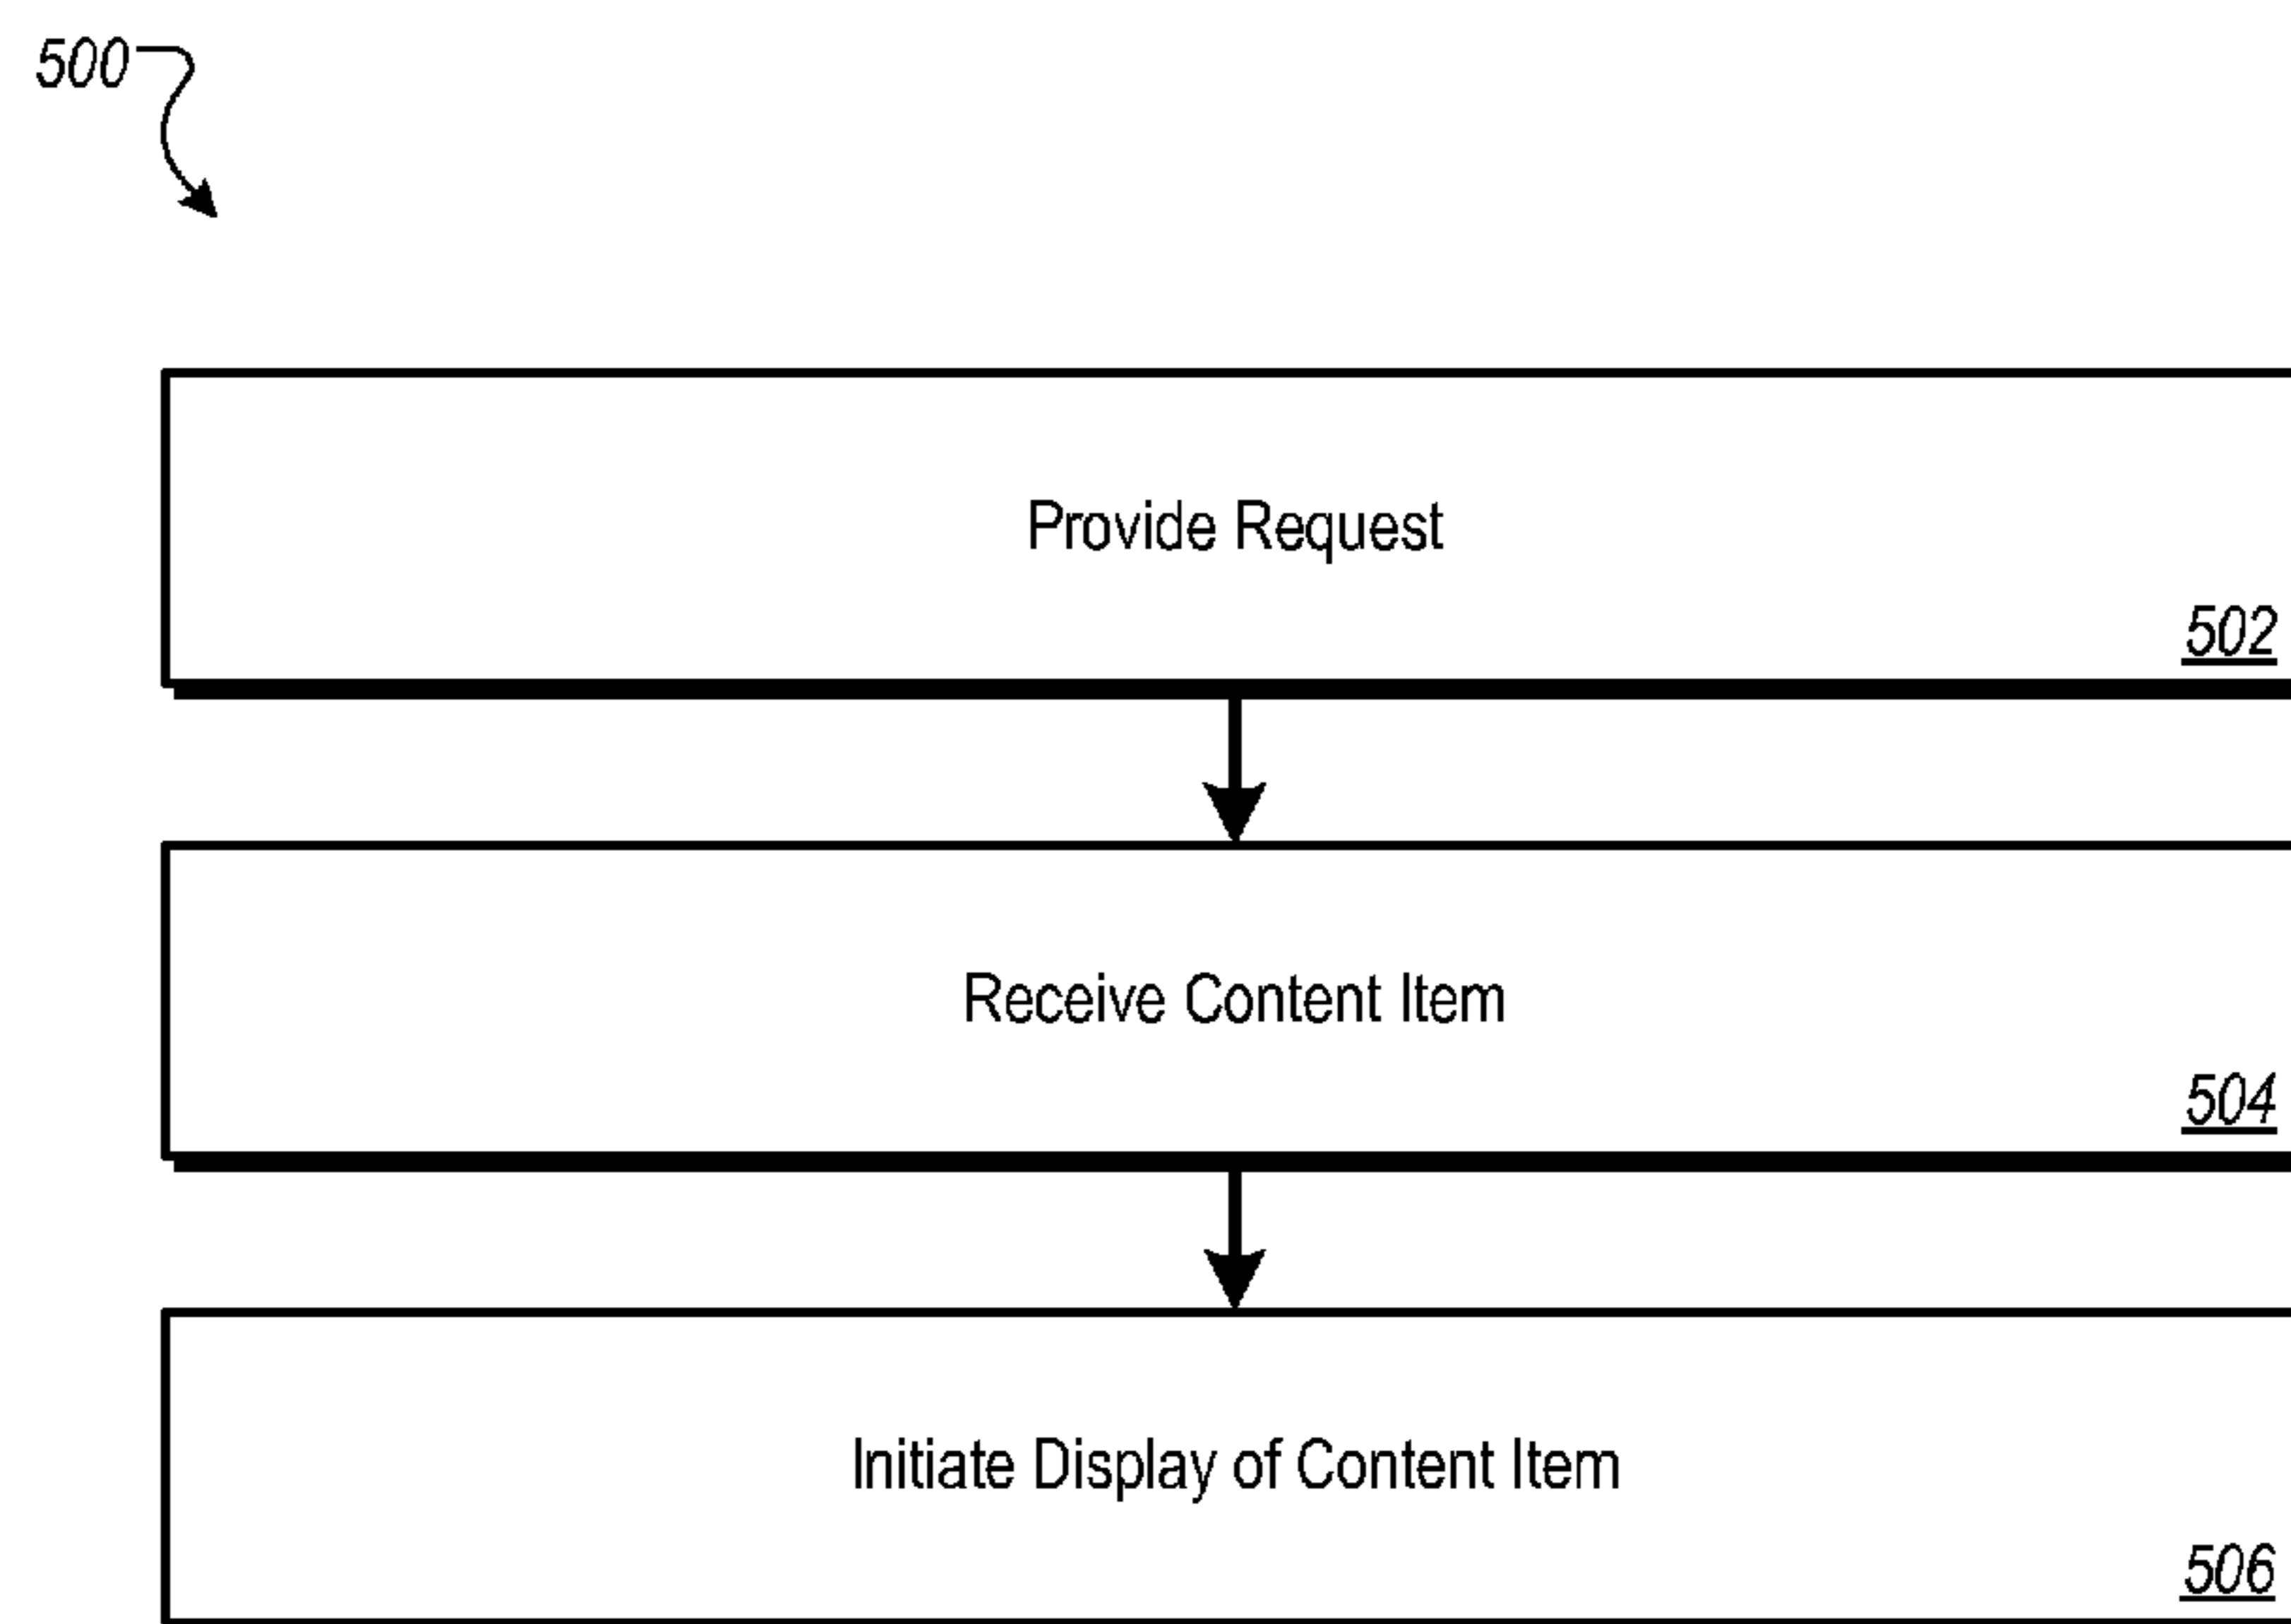 500
Provide Request
502
Receive Content Item
504
Initiate Display of Content Item
506